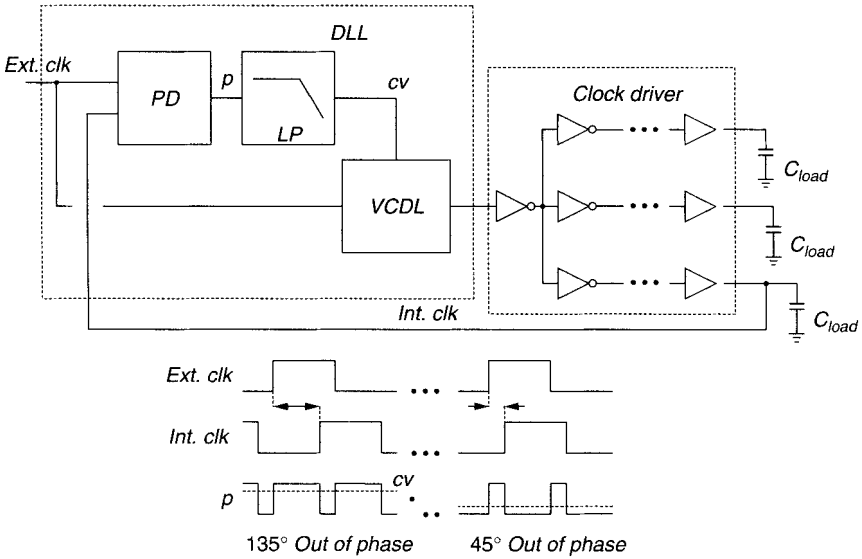 DLL
Ext. clk
PD
p
LP
cv
VCDL
Clock driver
C_load
C_load
C_load
Int. clk
Ext. clk
Int. clk
p
cv
135° Out of phase
45° Out of phase